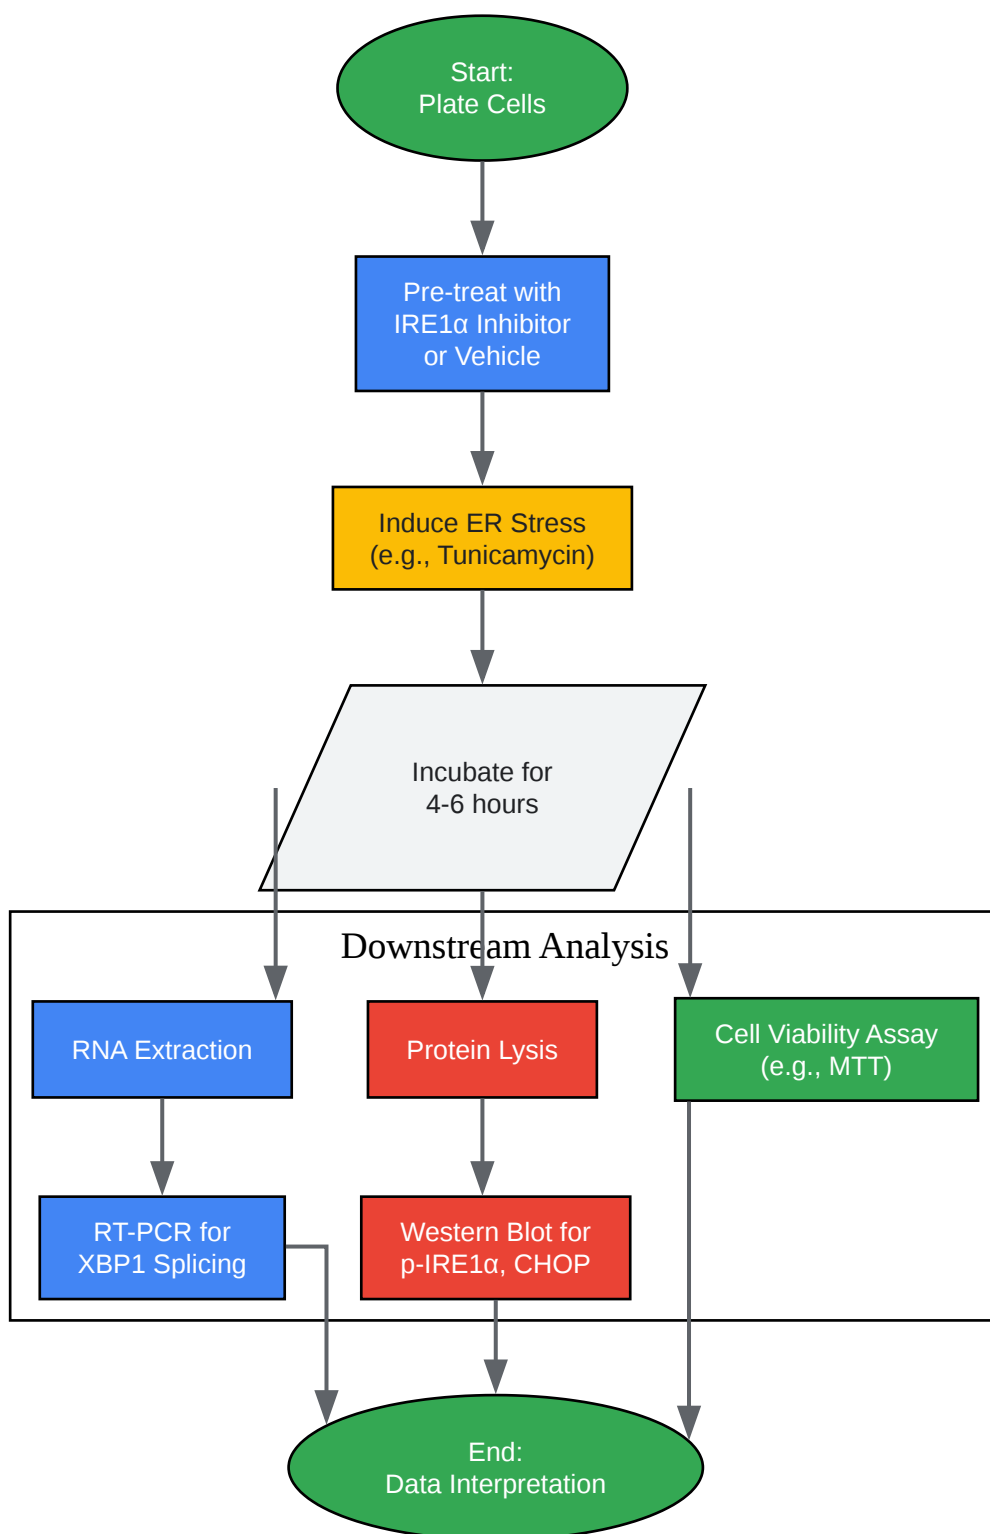 Start:
Plate Cells
Pre-treat with
IRE1α Inhibitor
or Vehicle
Induce ER Stress
(e.g., Tunicamycin)
Incubate for
4-6 hours
Downstream Analysis
RNA Extraction
Protein Lysis
Cell Viability Assay
(e.g., MTT)
RT-PCR for
XBP1 Splicing
Western Blot for
p-IRE1α, CHOP
End:
Data Interpretation